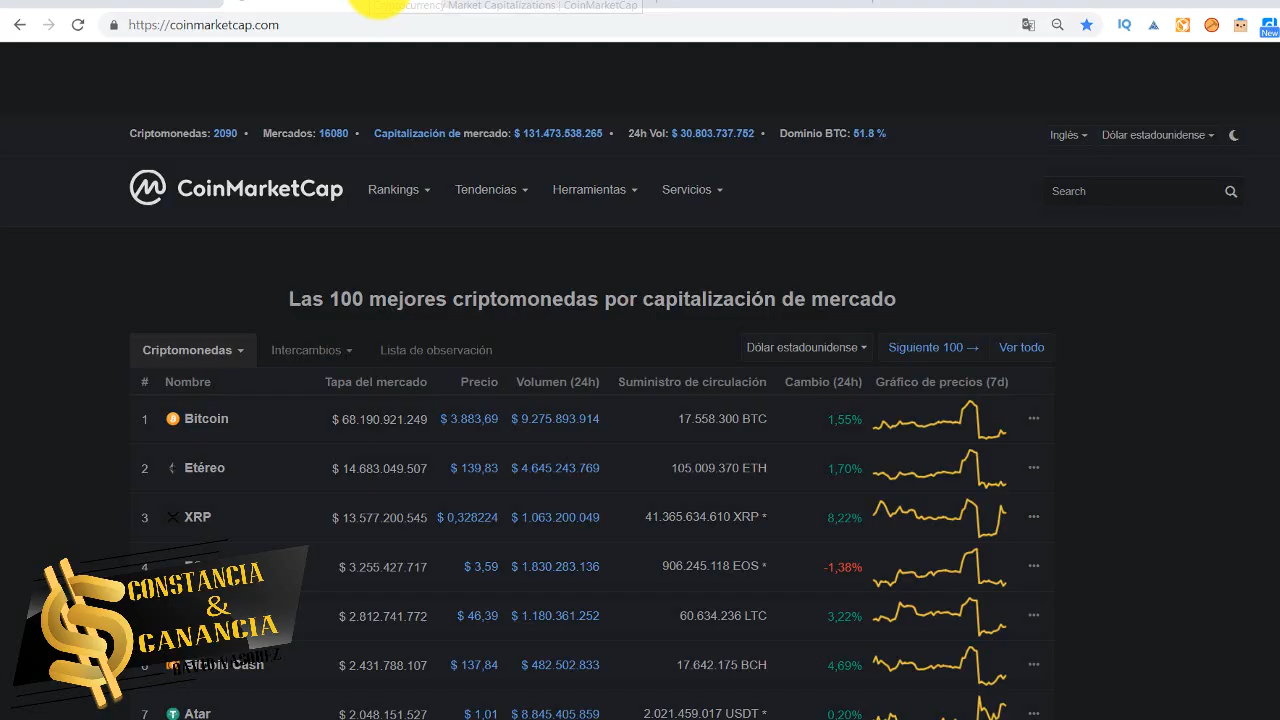 Cryptocurrency Market Capitalizations | CoinMarketCap
https://coinmarketcap.com
IQ
New
Criptomonedas: 2090 • Mercados: 16080 • Capitalización de mercado: $ 131.473.538.265 • 24h Vol: $ 30.803.737.752 • Dominio BTC: 51.8 %
Inglés Dólar estadounidense
CoinMarketCap Rankings Tendencias Herramientas Servicios Search
Las 100 mejores criptomonedas por capitalización de mercado
Criptomonedas Intercambios Lista de observación Dólar estadounidense Siguiente 100 → Ver todo
# Nombre Tapa del mercado Precio Volumen (24h) Suministro de circulación Cambio (24h) Gráfico de precios (7d)
1 Bitcoin $ 68.190.921.249 $ 3.883,69 $ 9.275.893.914 17.558.300 BTC 1,55%
2 Etéreo $ 14.683.049.507 $ 139,83 $ 4.645.243.769 105.009.370 ETH 1,70%
3 XRP $ 13.577.200.545 $ 0,328224 $ 1.063.200.049 41.365.634.610 XRP * 8,22%
$ 3.255.427.717 $ 3,59 $ 1.830.283.136 906.245.118 EOS * -1,38%
$ 2.812.741.772 $ 46,39 $ 1.180.361.252 60.634.236 LTC 3,22%
Cash $ 2.431.788.107 $ 137,84 $ 482.502.833 17.642.175 BCH 4,69%
7 Atar $ 2.048.151.527 $ 1,01 $ 8.845.405.859 2.021.459.017 USDT * 0,20%
CONSTANCIA
&
GANANCIA